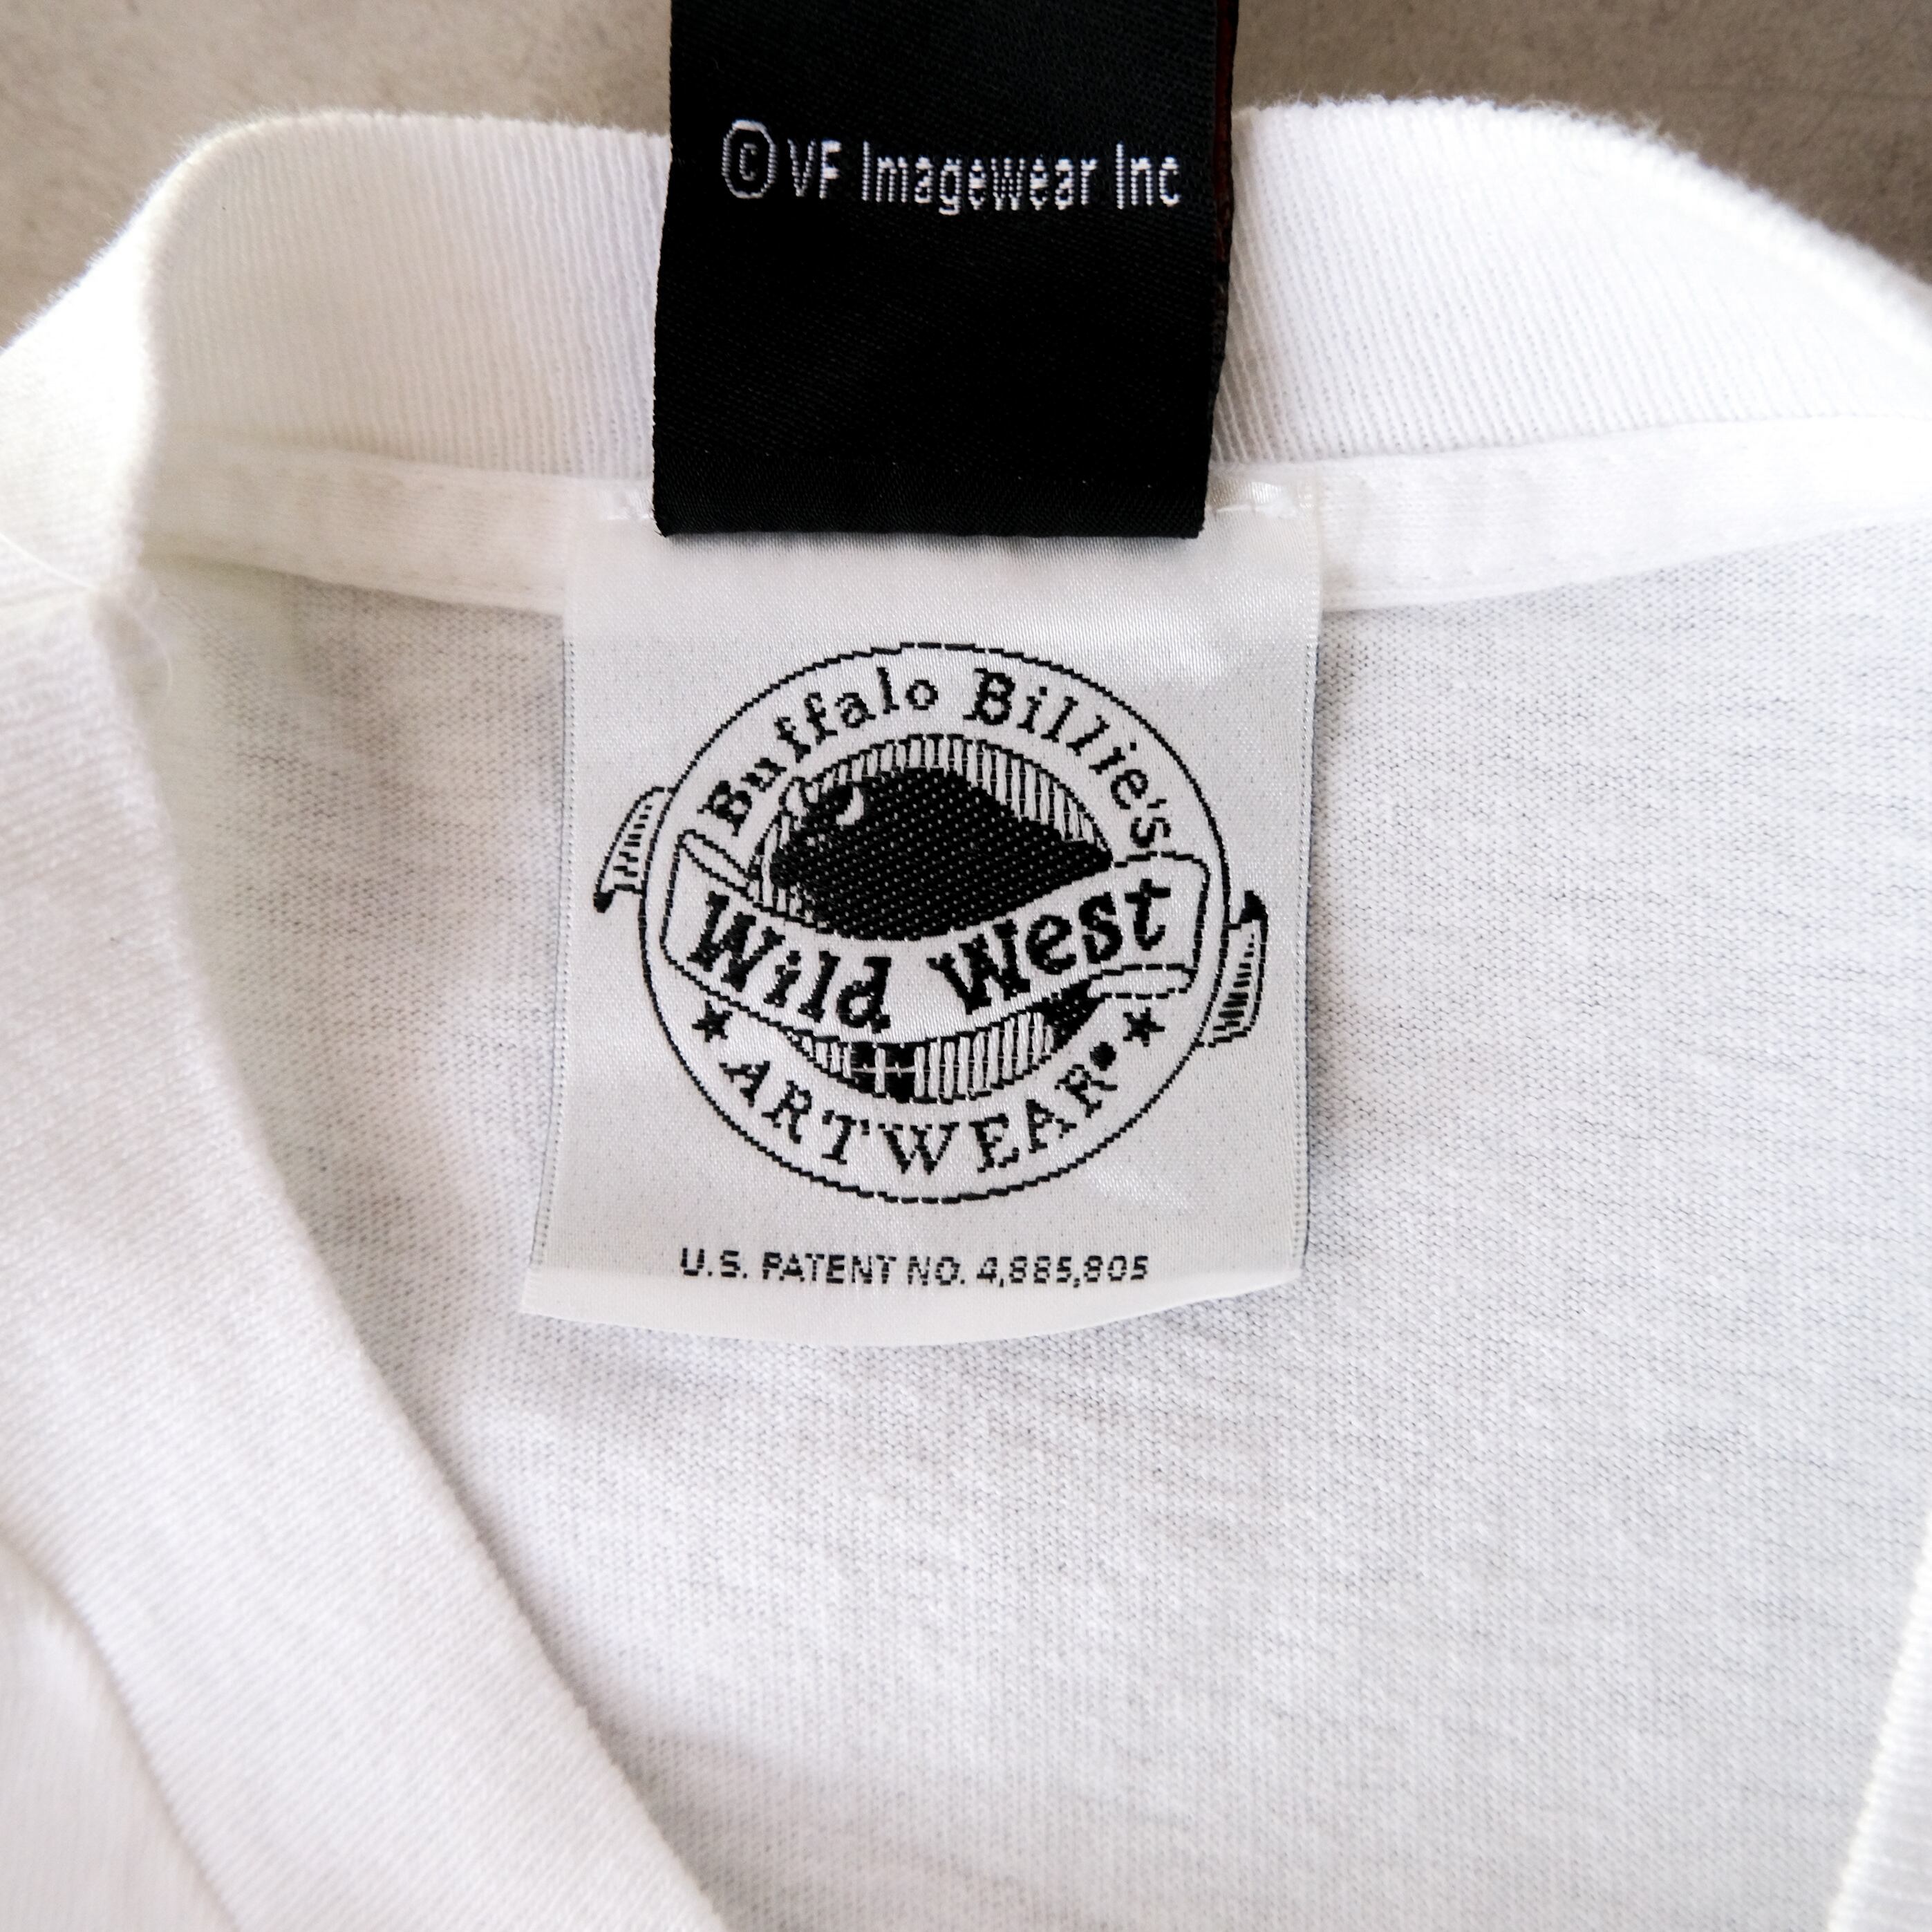 © VF Imagewear Inc
Buffalo Billie's
Wild West
ARTWEAR
U.S. PATENT NO. 4,885,805